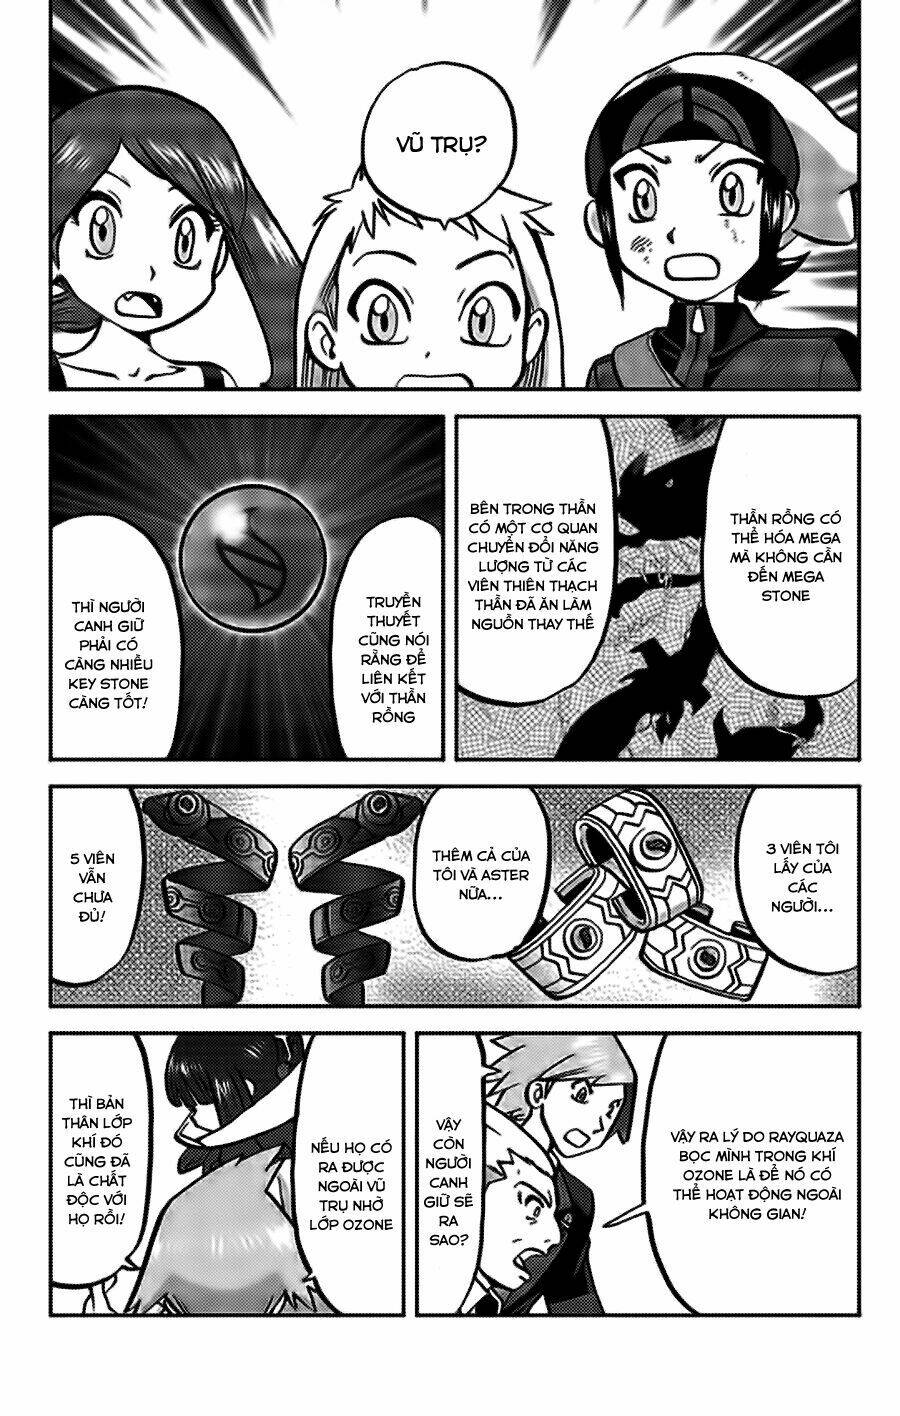 VŨ TRỤ?
THẦN RỒNG CÓ
THỂ HÓA MEGA
MÀ KHÔNG CẦN
ĐẾN MEGA
STONE
BÊN TRONG THẦN
CÓ MỘT CƠ QUAN
CHUYỂN ĐỔI NĂNG
LƯỢNG TỪ CÁC
VIÊN THIÊN THẠCH
THẦN ĐÃ ĂN LÀM
NGUỒN THAY THẾ
TRUYỀN
THUYẾT
CŨNG NÓI
RẰNG ĐỂ
LIÊN KẾT
VỚI THẦN
RỒNG
THÌ NGƯỜI
CANH GIỮ
PHẢI CÓ
CÀNG NHIỀU
KEY STONE
CÀNG TỐT!
3 VIÊN TÔI
LẤY CỦA
CÁC
NGƯỜI...
THÊM CẢ CỦA
TÔI VÀ ASTER
NỮA...
5 VIÊN
VẪN
CHƯA
ĐỦ!
VẬY RA LÝ DO RAYQUAZA
BỌC MÌNH TRONG KHÍ
OZONE LÀ ĐỂ NÓ CÓ
THỂ HOẠT ĐỘNG NGOÀI
KHÔNG GIAN!
VẬY
CÒN
NGƯỜI
CANH
GIỮ SẼ
RA
SAO?
NẾU HỌ CÓ
RA ĐƯỢC
NGOÀI VŨ
TRỤ NHỜ
LỚP OZONE
THÌ BẢN
THÂN LỚP
KHÍ ĐÓ
CŨNG ĐÃ
LÀ CHẤT
ĐỘC VỚI
HỌ RỒI!